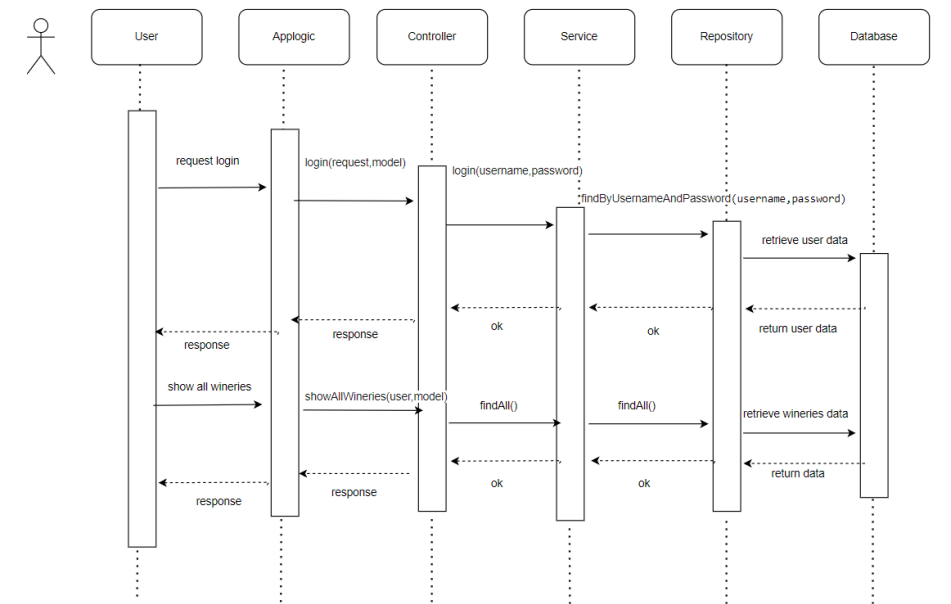 User
Applogic
Controller
Service
Repository
Database
request login
login(request,model)
login(username,password)
findByUsernameAndPassword(username,password)
retrieve user data
ok
ok
return user data
response
response
show all wineries
showAllWineries(user,model)
findAll()
findAll()
retrieve wineries data
return data
ok
ok
response
response